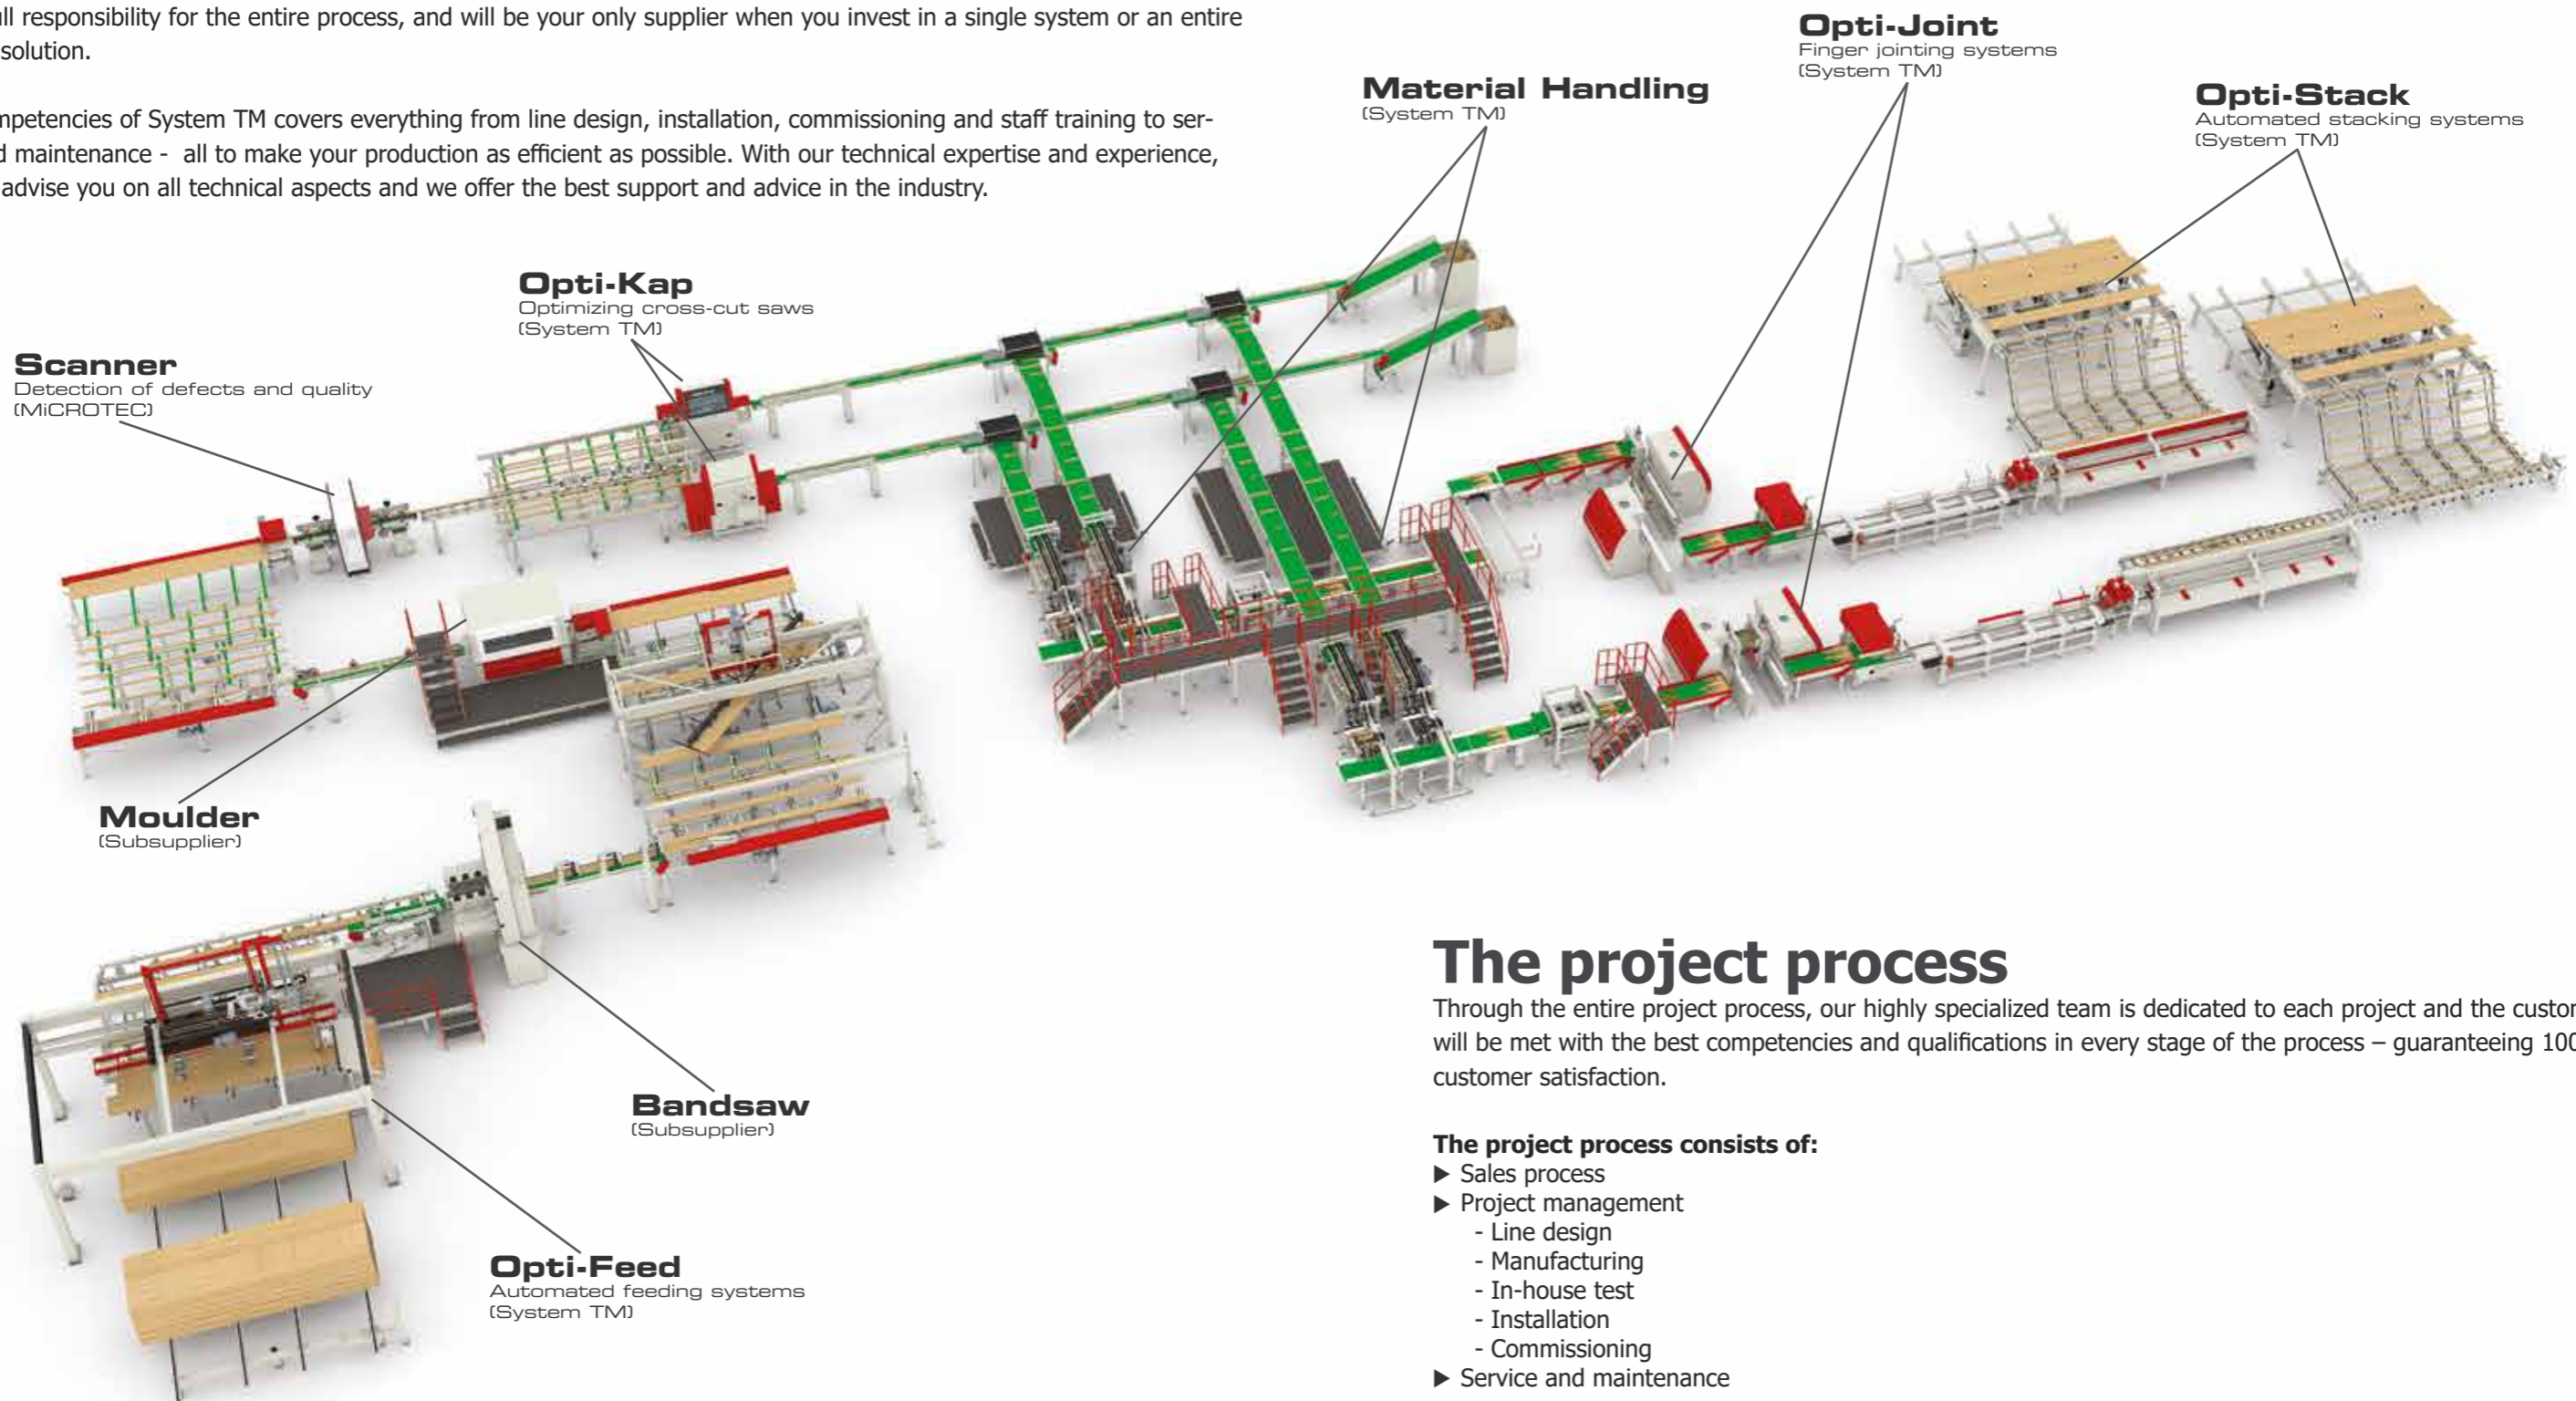 ll responsibility for the entire process, and will be your only supplier when you invest in a single system or an entire
solution.
mpetencies of System TM covers everything from line design, installation, commissioning and staff training to ser-
d maintenance - all to make your production as efficient as possible. With our technical expertise and experience,
advise you on all technical aspects and we offer the best support and advice in the industry.
Opti-Joint
Finger jointing systems
(System TM)
Material Handling
(System TM)
Opti-Stack
Automated stacking systems
(System TM)
Opti-Kap
Optimizing cross-cut saws
(System TM)
Scanner
Detection of defects and quality
(MiCROTEC)
Moulder
(Subsupplier)
Bandsaw
(Subsupplier)
Opti-Feed
Automated feeding systems
(System TM)
The project process
Through the entire project process, our highly specialized team is dedicated to each project and the custom
will be met with the best competencies and qualifications in every stage of the process – guaranteeing 100
customer satisfaction.
The project process consists of:
▶ Sales process
▶ Project management
- Line design
- Manufacturing
- In-house test
- Installation
- Commissioning
▶ Service and maintenance